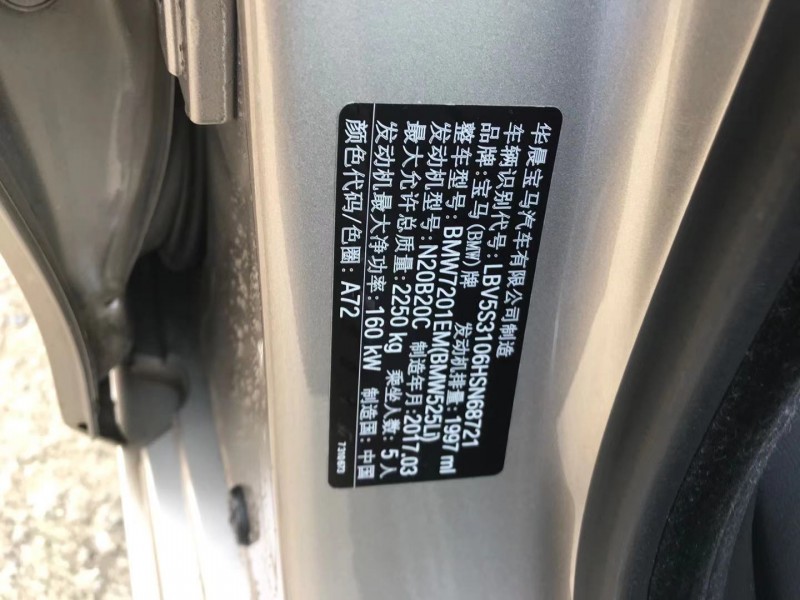 华晨宝马汽车有限公司制造
车辆识别代号: LBV5S3106HSN68721
品牌: 宝马 (BMW) 牌 发动机排量: 1997 ml
整车型号: BMW7201EM(BMW525Li)
发动机型号: N20B20C 制造年月: 2017.03
最大允许总质量: 2250 kg 乘坐人数: 5 人
发动机最大净功率: 160 kW 制造国: 中国
颜色代码/色圈: A72